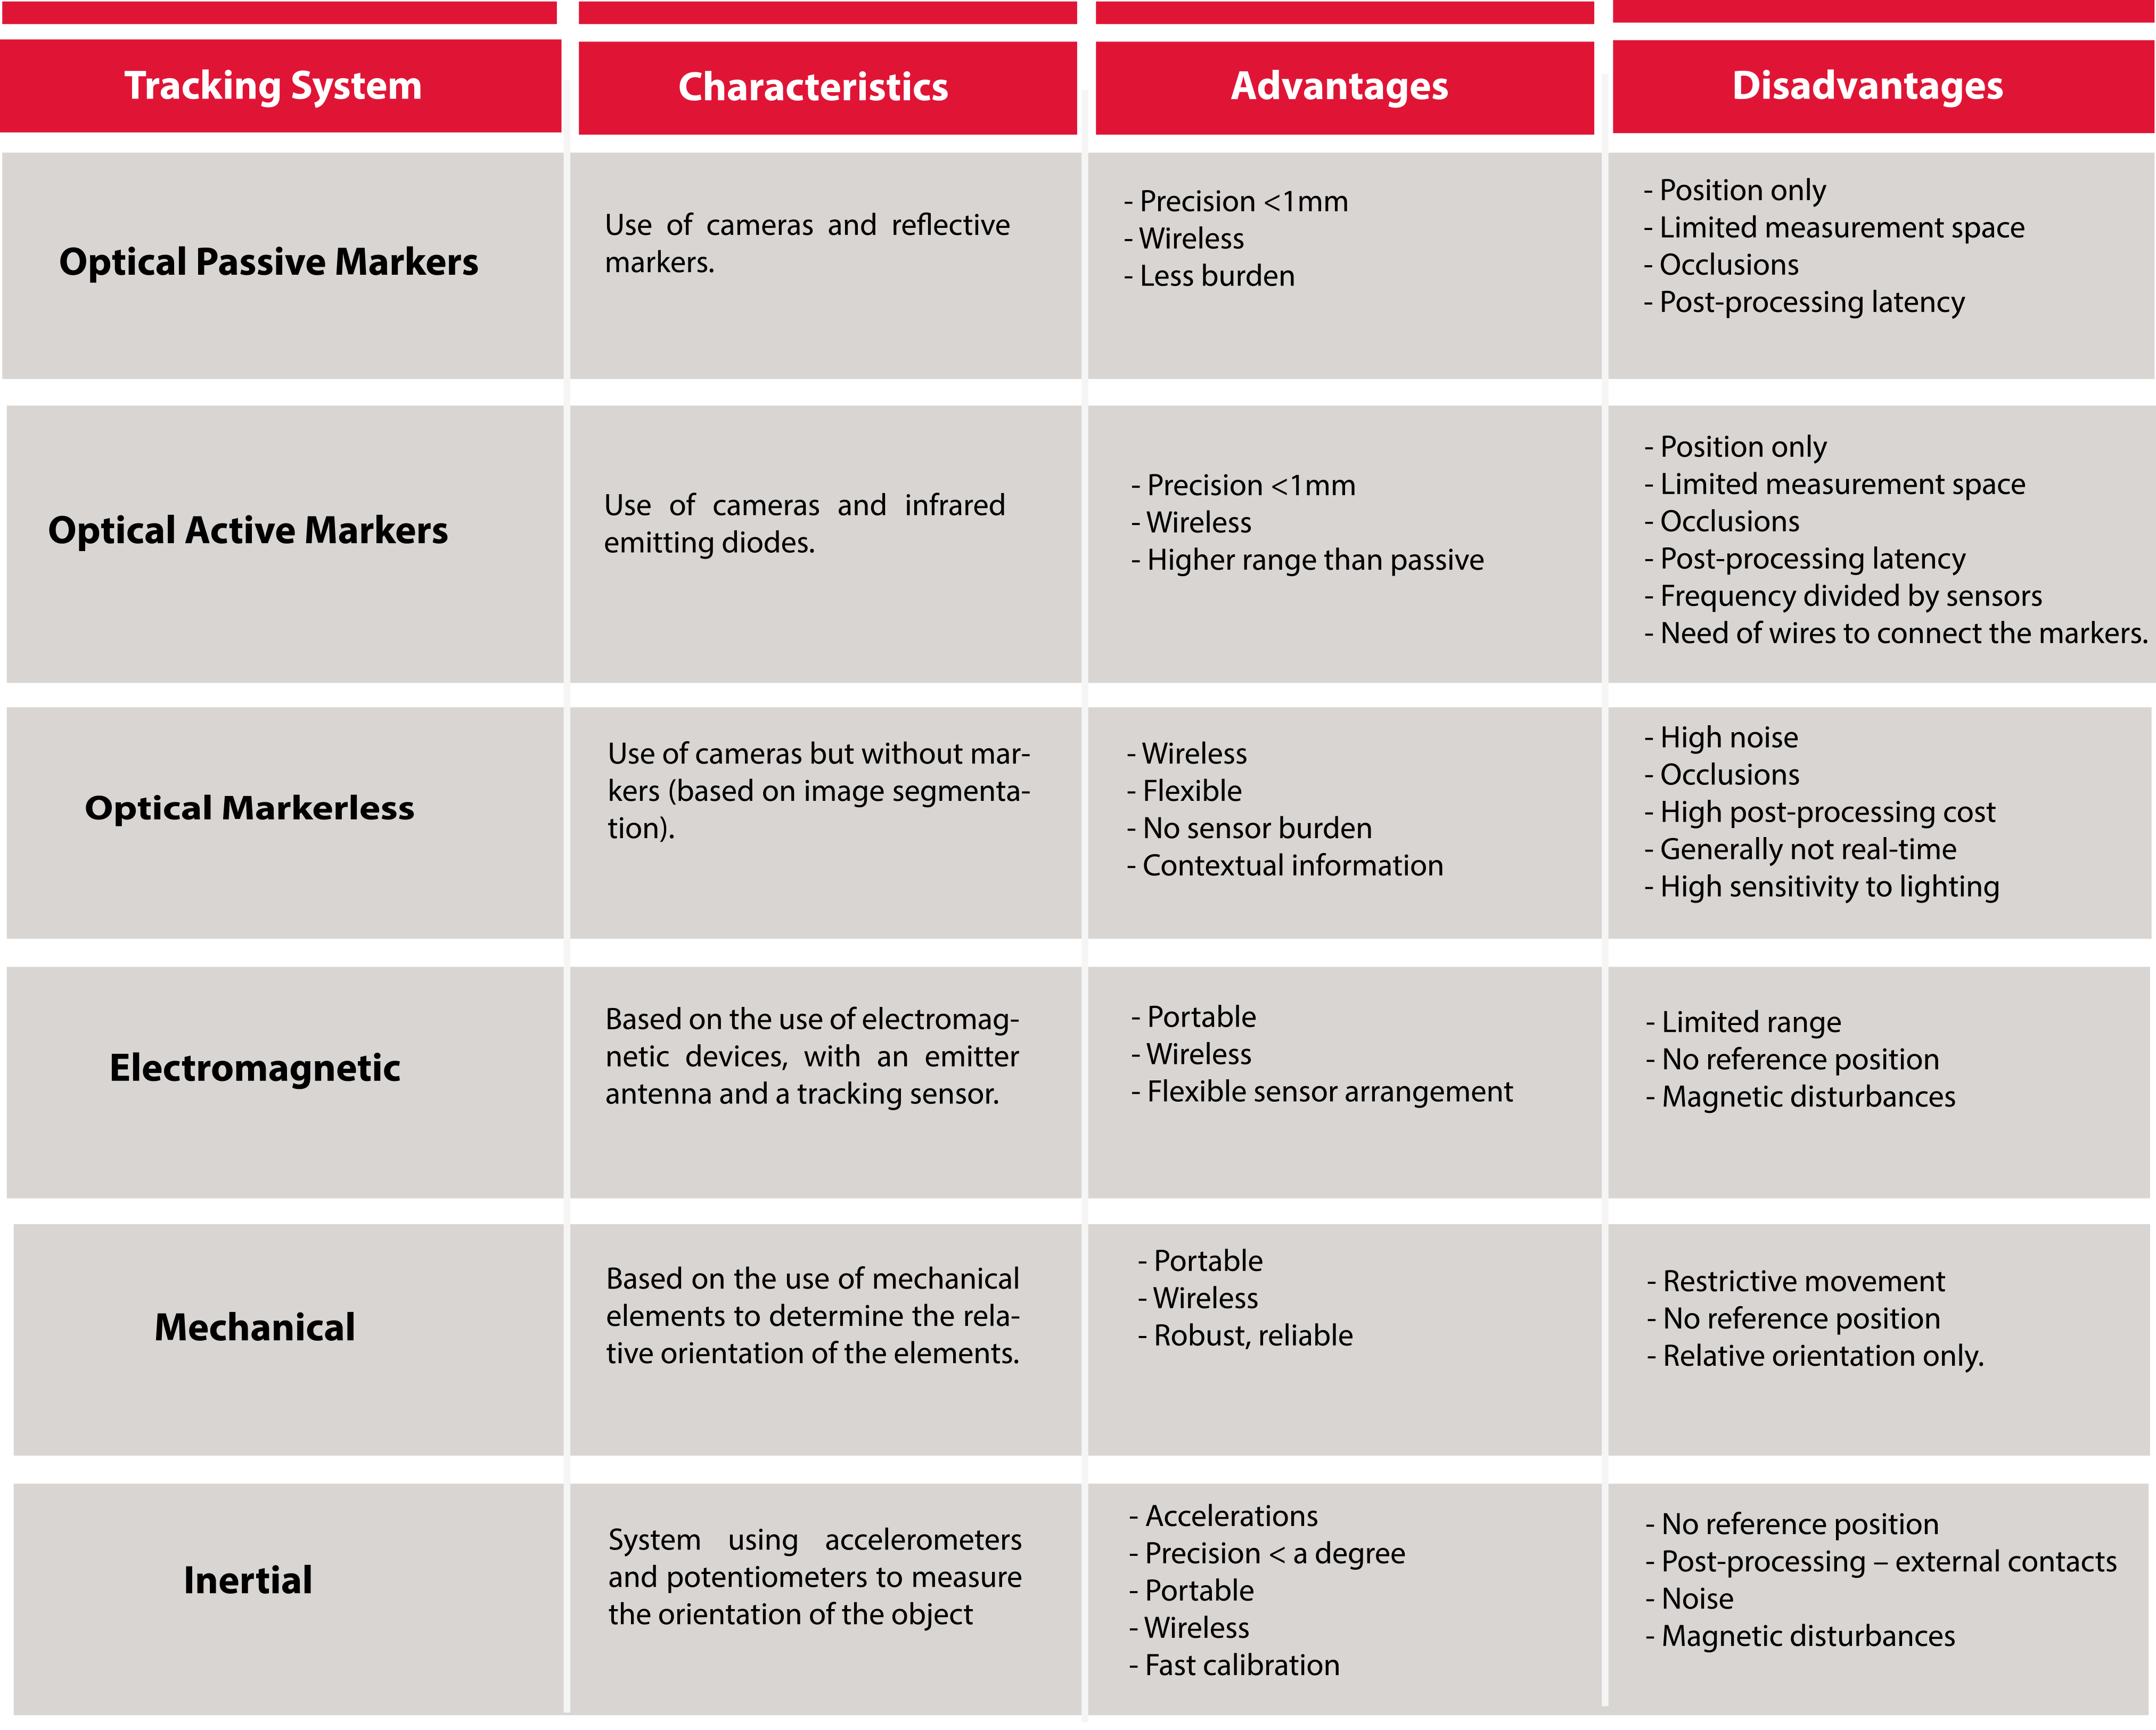 Tracking System
Characteristics
Advantages
Disadvantages
Optical Passive Markers
Use of cameras and reflective
markers.
- Precision <1mm
- Wireless
- Less burden
- Position only
- Limited measurement space
- Occlusions
- Post-processing latency
Optical Active Markers
Use of cameras and infrared
emitting diodes.
- Precision <1mm
- Wireless
- Higher range than passive
- Position only
- Limited measurement space
- Occlusions
- Post-processing latency
- Frequency divided by sensors
- Need of wires to connect the markers.
Optical Markerless
Use of cameras but without mar-
kers (based on image segmenta-
tion).
- Wireless
- Flexible
- No sensor burden
- Contextual information
- High noise
- Occlusions
- High post-processing cost
- Generally not real-time
- High sensitivity to lighting
Electromagnetic
Based on the use of electromag-
netic devices, with an emitter
antenna and a tracking sensor.
- Portable
- Wireless
- Flexible sensor arrangement
- Limited range
- No reference position
- Magnetic disturbances
Mechanical
Based on the use of mechanical
elements to determine the rela-
tive orientation of the elements.
- Portable
- Wireless
- Robust, reliable
- Restrictive movement
- No reference position
- Relative orientation only.
Inertial
System using accelerometers
and potentiometers to measure
the orientation of the object
- Accelerations
- Precision < a degree
- Portable
- Wireless
- Fast calibration
- No reference position
- Post-processing – external contacts
- Noise
- Magnetic disturbances